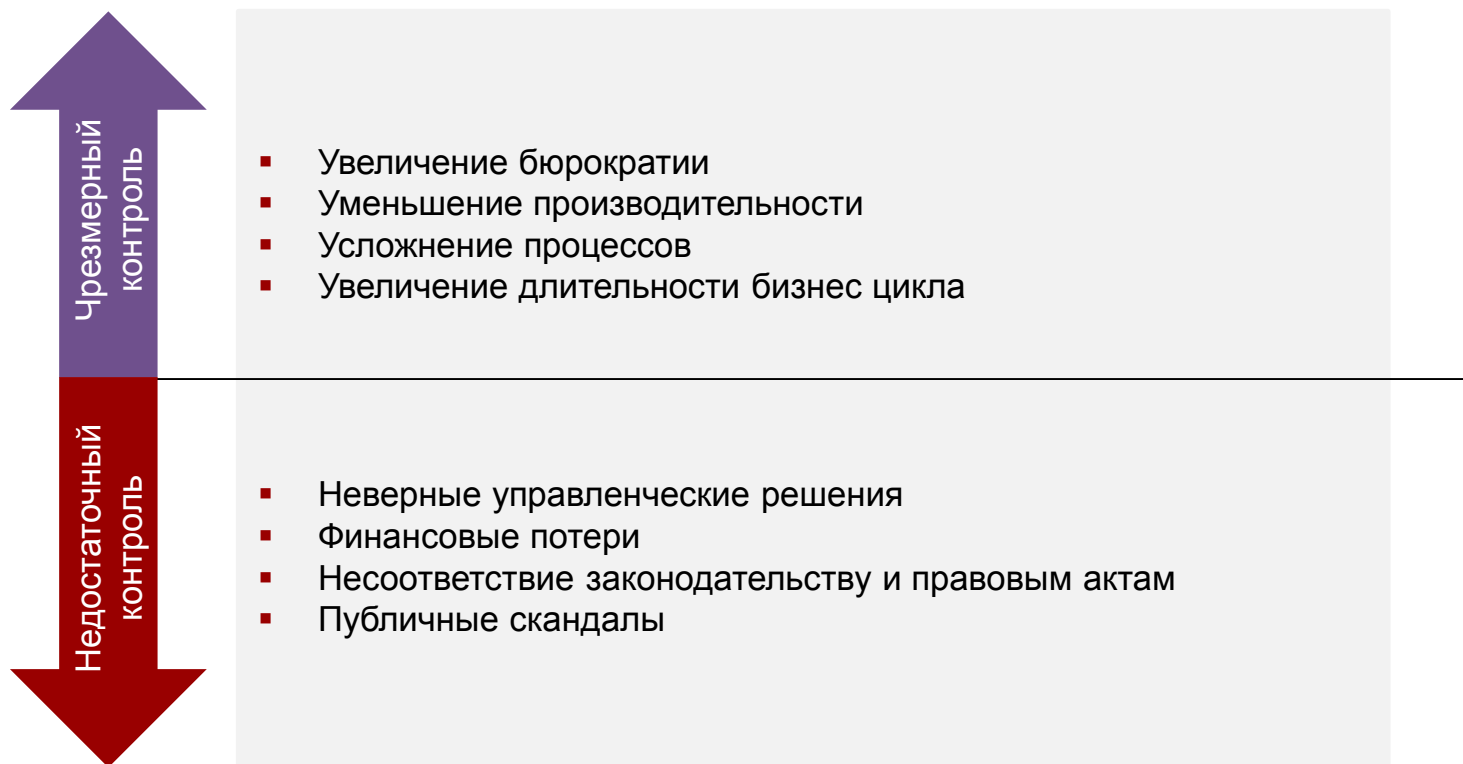 Чрезмерный
контроль
▪ Увеличение бюрократии
▪ Уменьшение производительности
▪ Усложнение процессов
▪ Увеличение длительности бизнес цикла
Недостаточный
контроль
▪ Неверные управленческие решения
▪ Финансовые потери
▪ Несоответствие законодательству и правовым актам
▪ Публичные скандалы